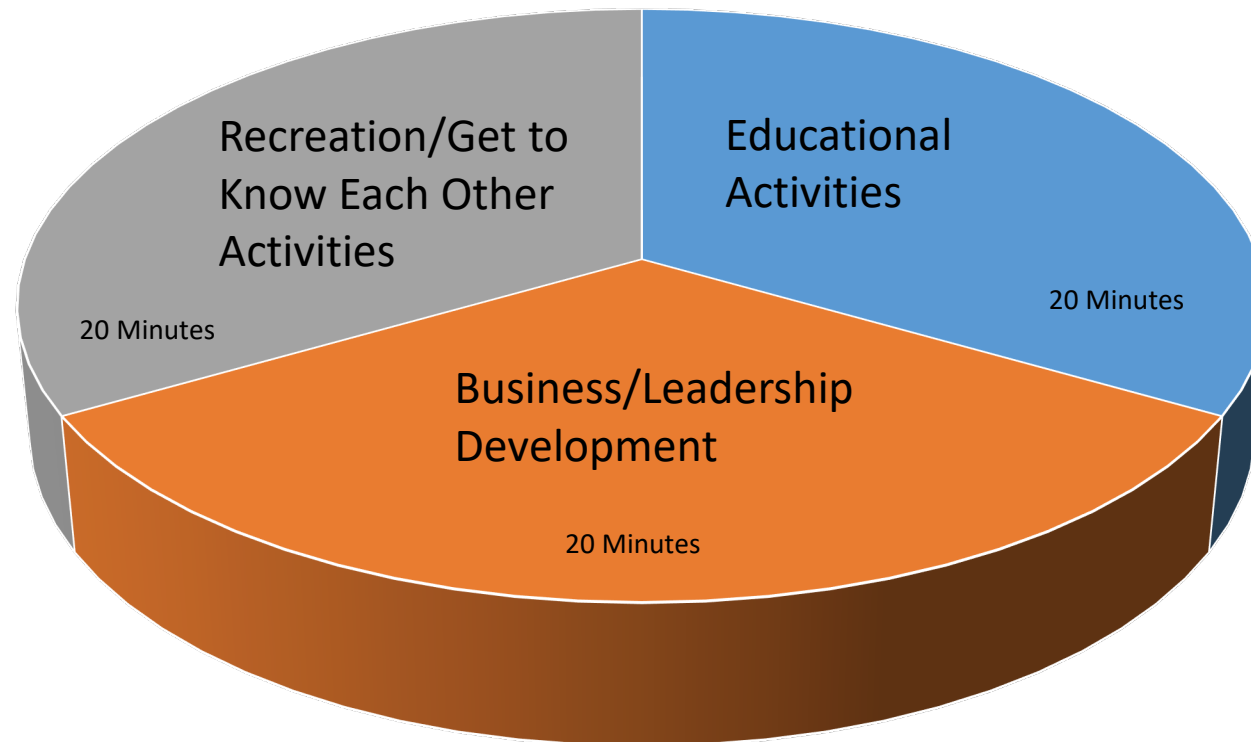 Recreation/Get to
Know Each Other
Activities
20 Minutes
Educational
Activities
20 Minutes
Business/Leadership
Development
20 Minutes